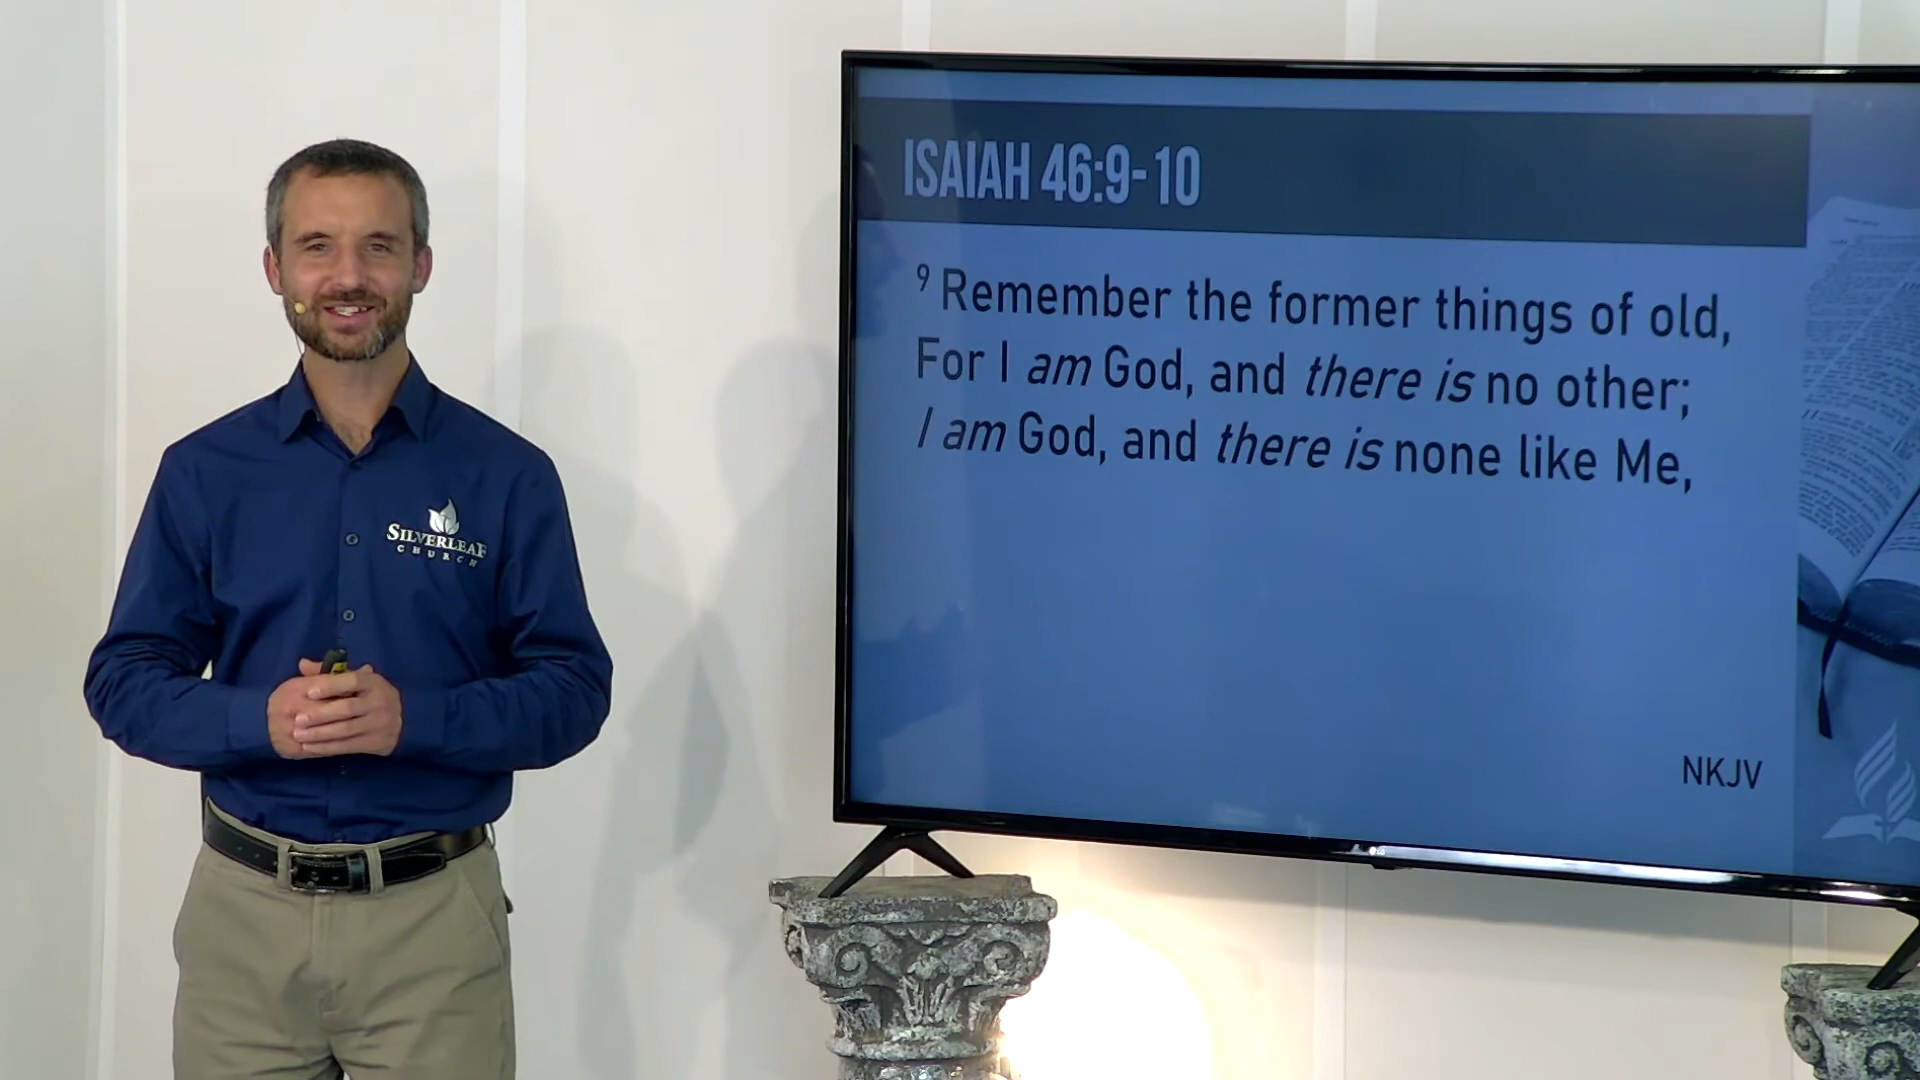 SILVERLEAF
CHURCH
ISAIAH 46:9-10
9 Remember the former things of old,
For I am God, and there is no other;
I am God, and there is none like Me,
NKJV
LG